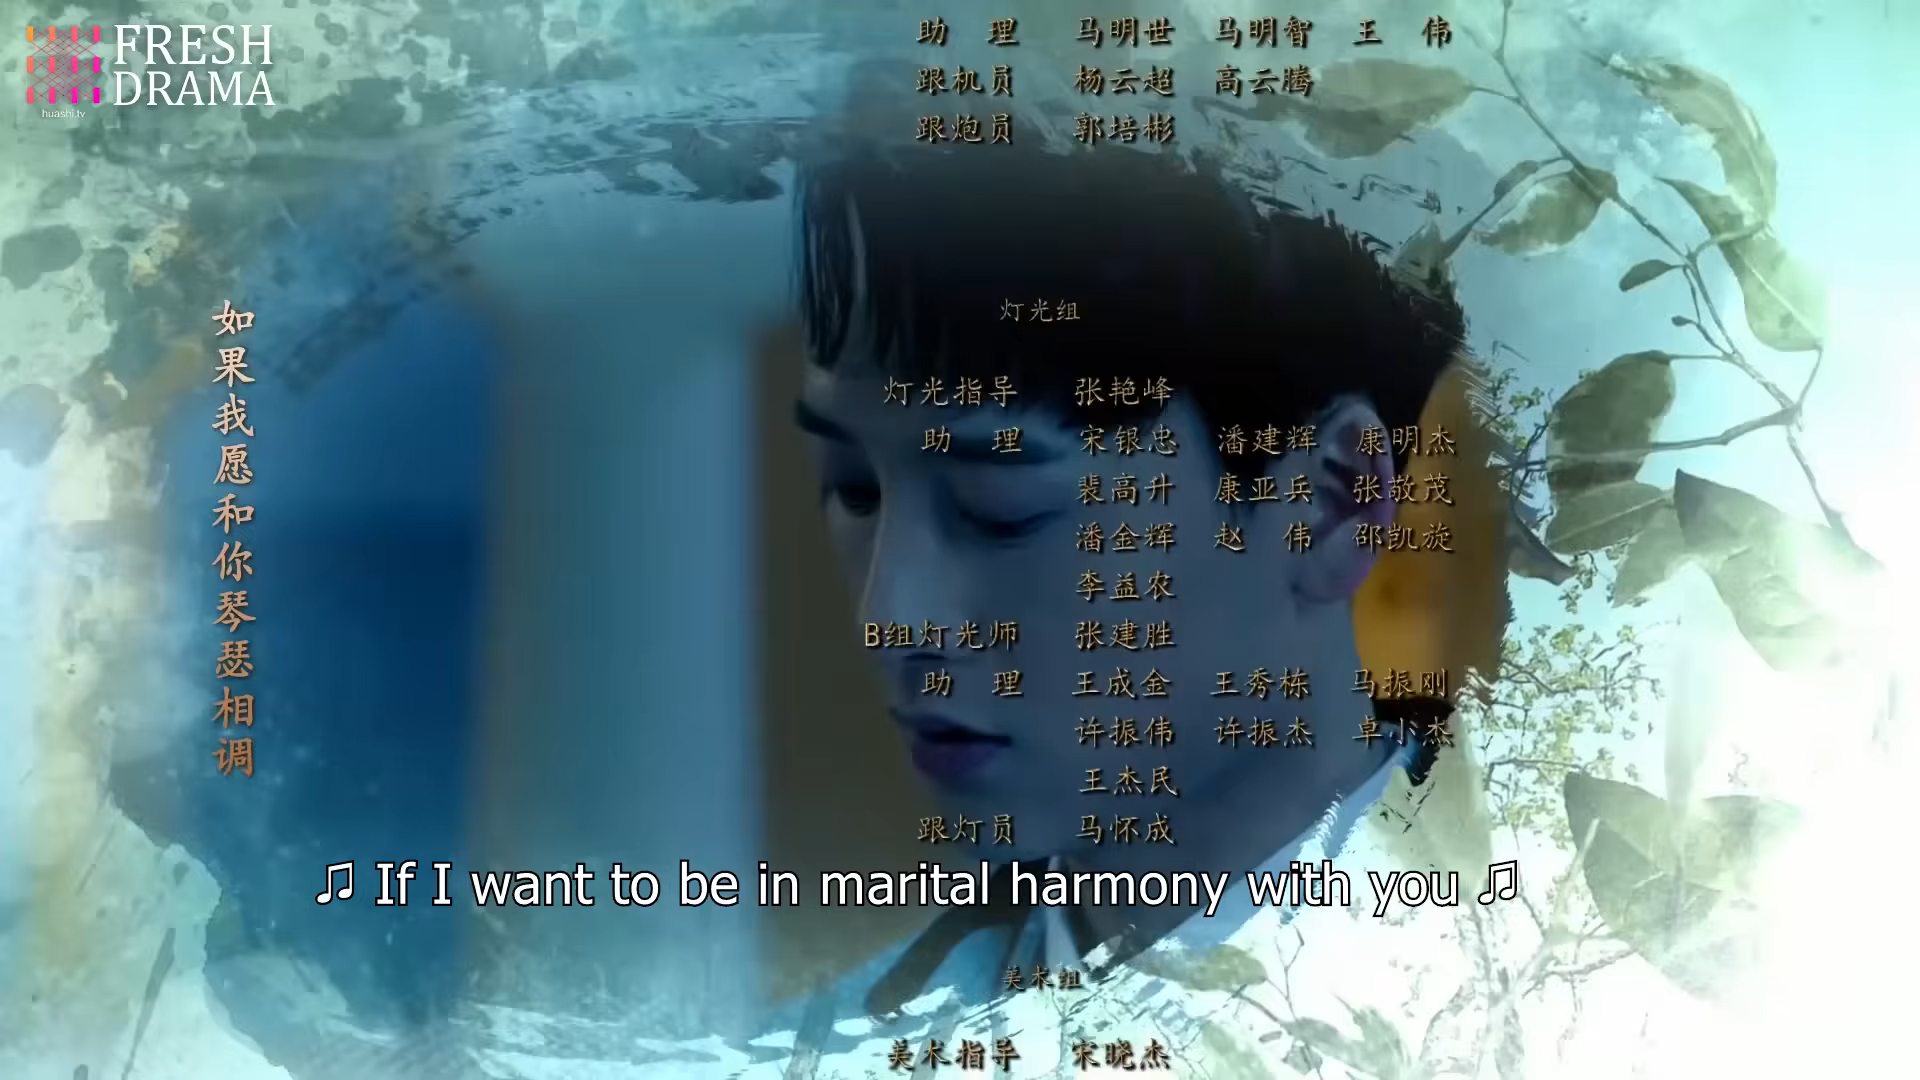 FRESH
DRAMA
huashi.tv
助 理 马明世 马明智 王 伟
跟机员 杨云超 高云腾
跟炮员 郭培彬
灯光组
灯光指导 张艳峰
助 理 宋银忠 潘建辉 康明杰
裴高升 康亚兵 张敬茂
潘金辉 赵 伟 邵凯旋
李益农
B组灯光师 张建胜
助 理 王成金 王秀栋 马振刚
许振伟 许振杰 卓小杰
王杰民
跟灯员 马怀成
如果我愿和你琴瑟相调
♫ If I want to be in marital harmony with you ♫
美术组
美术指导 宋晓杰